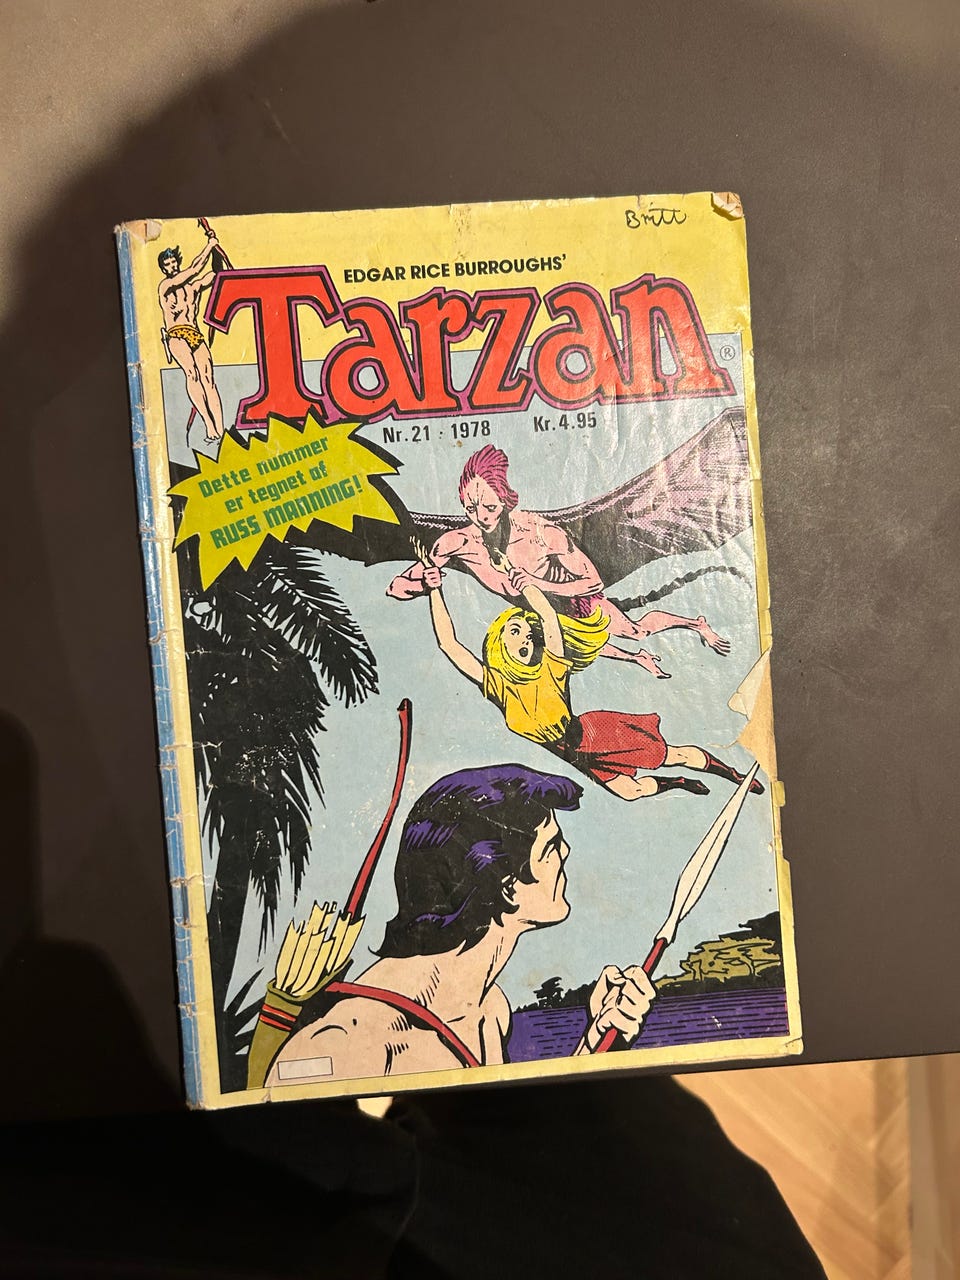 Britt
EDGAR RICE BURROUGHS'
Tarzan®
Nr. 21 · 1978 Kr. 4.95
Dette nummer
er tegnet af
RUSS MANNING!